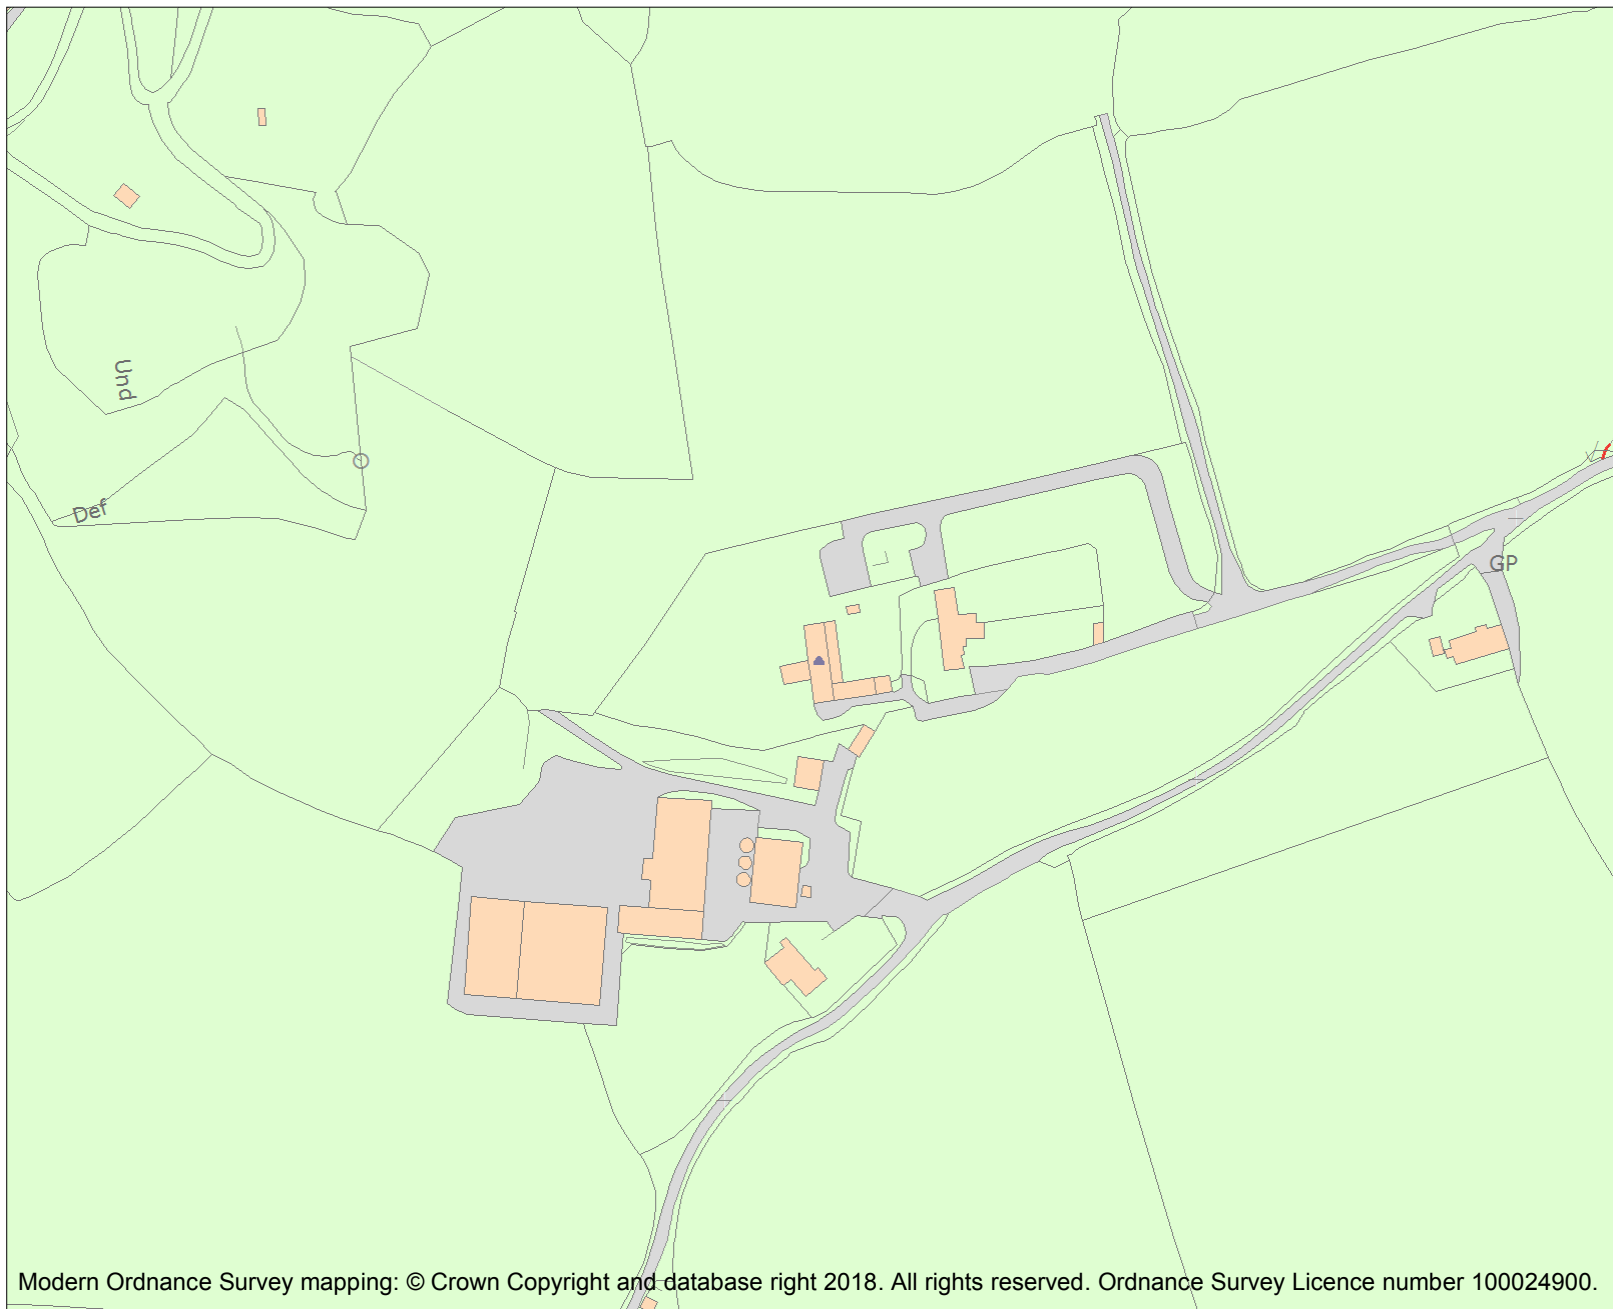 Und
Def
GP
Modern Ordnance Survey mapping: © Crown Copyright and database right 2018. All rights reserved. Ordnance Survey Licence number 100024900.